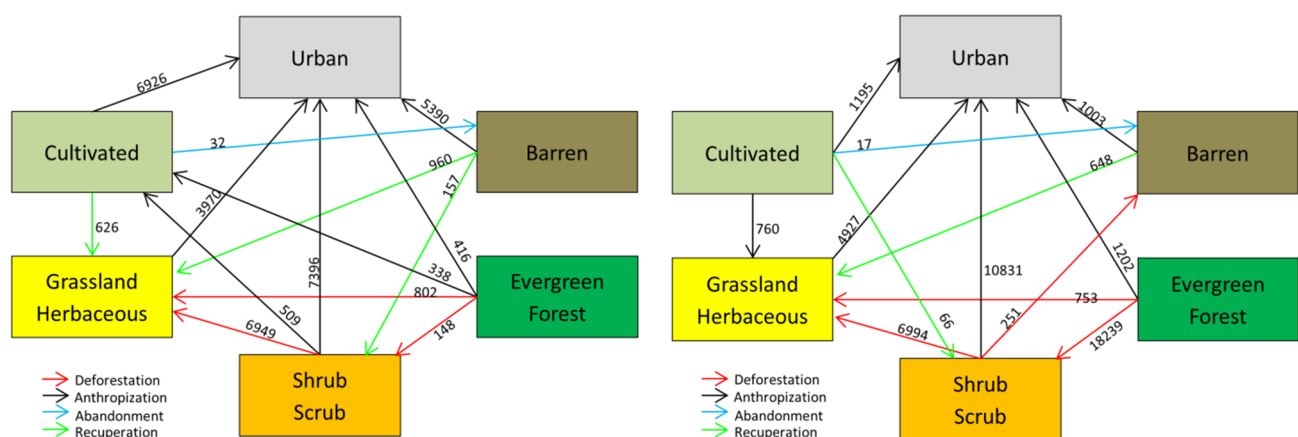 Urban
6926
5390
Cultivated
32
Barren
960
157
3970
626
7396
416
338
Grassland
Herbaceous
802
Evergreen
Forest
509
6949
148
Shrub
Scrub
Deforestation
Anthropization
Abandonment
Recuperation
Urban
1195
1003
Cultivated
17
Barren
648
760
4927
10831
1202
Grassland
Herbaceous
753
Evergreen
Forest
66
251
6994
18239
Shrub
Scrub
Deforestation
Anthropization
Abandonment
Recuperation